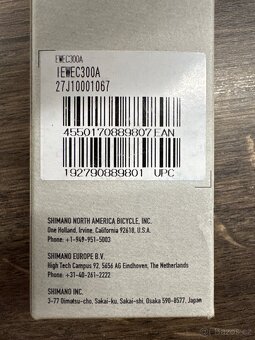 EWEC300A
IEWEC300A
27J10001067
4550170889807 EAN
192790889801 UPC
SHIMANO NORTH AMERICA BICYCLE, INC.
One Holland, Irvine, California 92618, U.S.A.
Phone: +1-949-951-5003
SHIMANO EUROPE B.V.
High Tech Campus 92, 5656 AG Eindhoven, The Netherlands
Phone: +31-40-261-2222
SHIMANO INC.
3-77 Oimatsu-cho, Sakai-ku, Sakai-shi, Osaka 590-8577, Japan